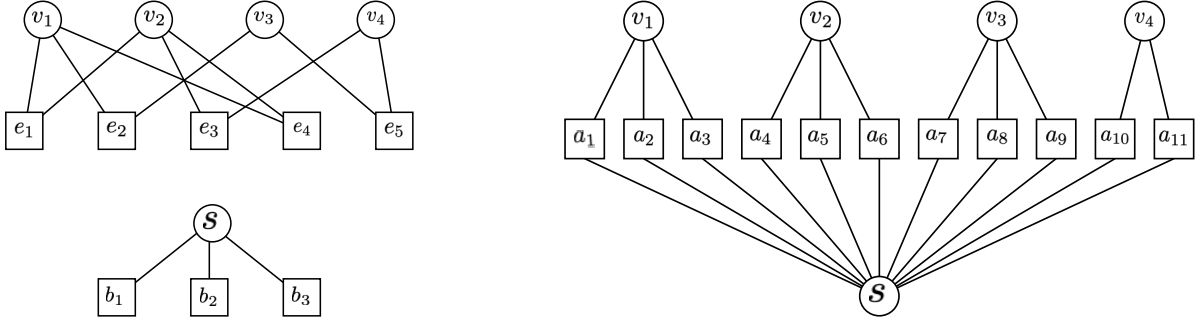 v₁ v₂ v₃ v₄
e₁ e₂ e₃ e₄ e₅
S
b₁ b₂ b₃
v₁ v₂ v₃ v₄
a₁ a₂ a₃ a₄ a₅ a₆ a₇ a₈ a₉ a₁₀ a₁₁
S